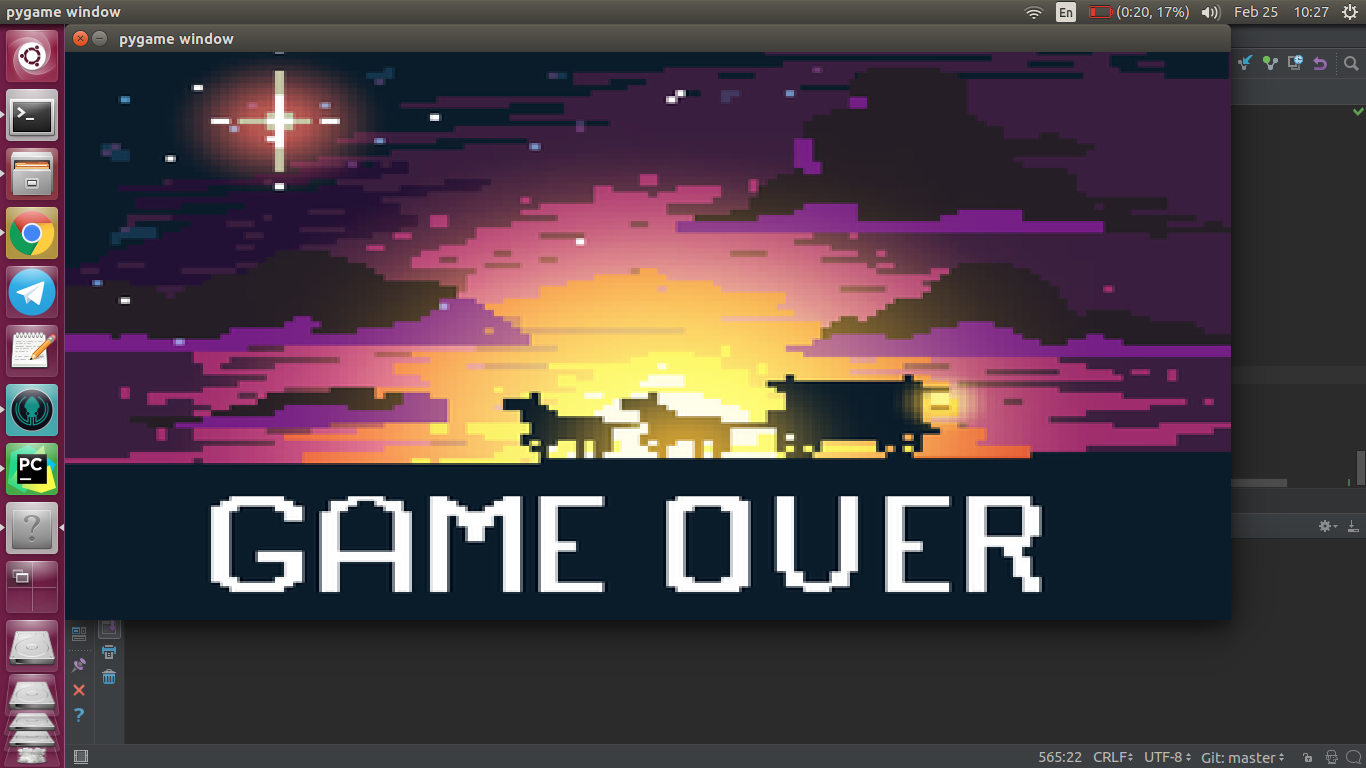 pygame window
En
(0:20, 17%)
Feb 25
10:27
pygame window
GAME OVER
PC
565:22
CRLF
UTF-8
Git: master